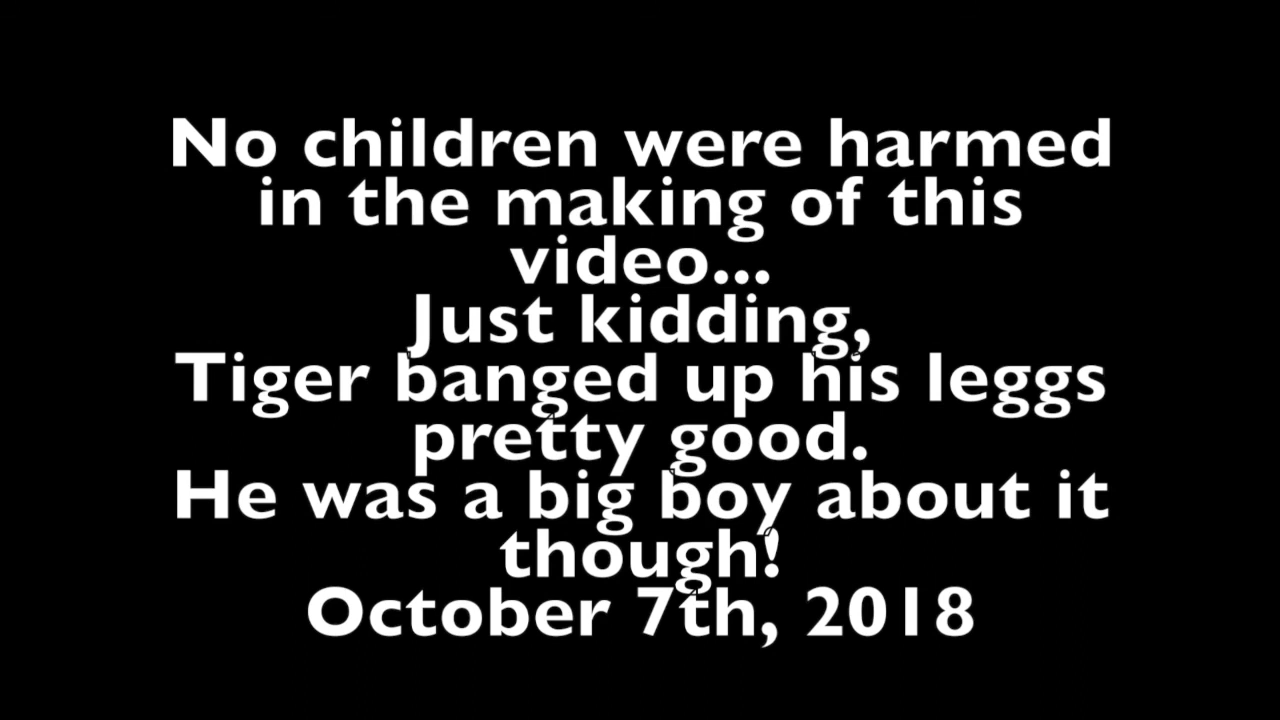 No children were harmed
in the making of this
video...
Just kidding,
Tiger banged up his leggs
pretty good.
He was a big boy about it
though!
October 7th, 2018